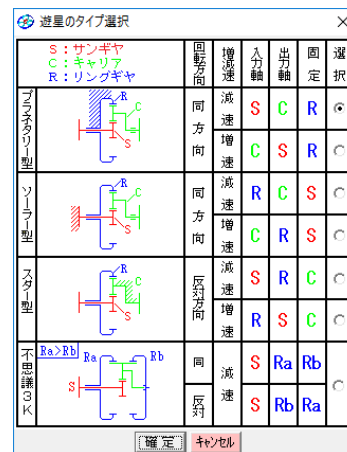 遊星のタイプ選択
S：サンギヤ
C：キャリア
R：リングギヤ
回転方向 増減速 入力軸 出力軸 固定 選択
プラネタリー型
R
C
S
同方向
減速 S C R
増速 C S R
ソーラー型
R
C
S
同方向
減速 R C S
増速 C R S
スター型
R
C
S
反対方向
減速 S R C
増速 R S C
不思議3K
Ra>Rb Ra Rb
S
減速
同 S Ra Rb
反対 S Rb Ra
確定 キャンセル